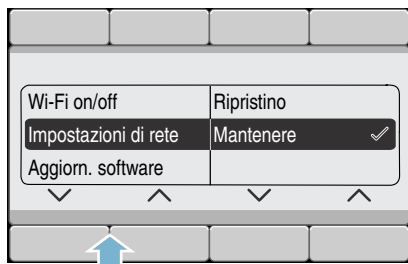 Wi-Fi on/off
Ripristino
Impostazioni di rete
Mantenere
Aggiorn. software